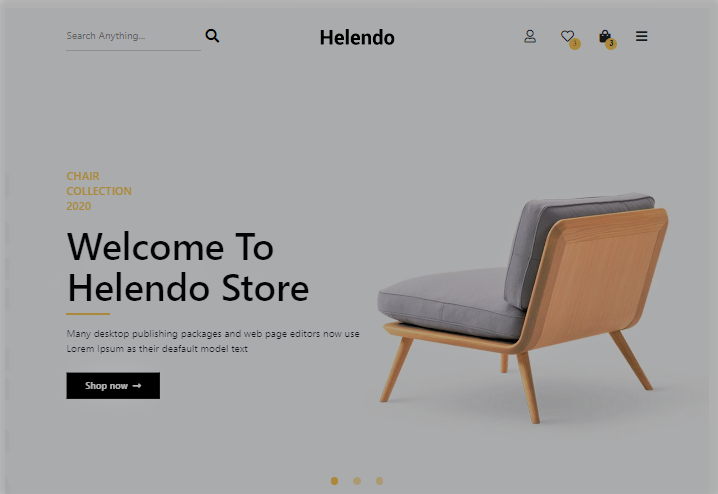 Search Anything...
Helendo
3
3
CHAIR
COLLECTION
2020
Welcome To
Helendo Store
Many desktop publishing packages and web page editors now use
Lorem Ipsum as their deafault model text
Shop now →